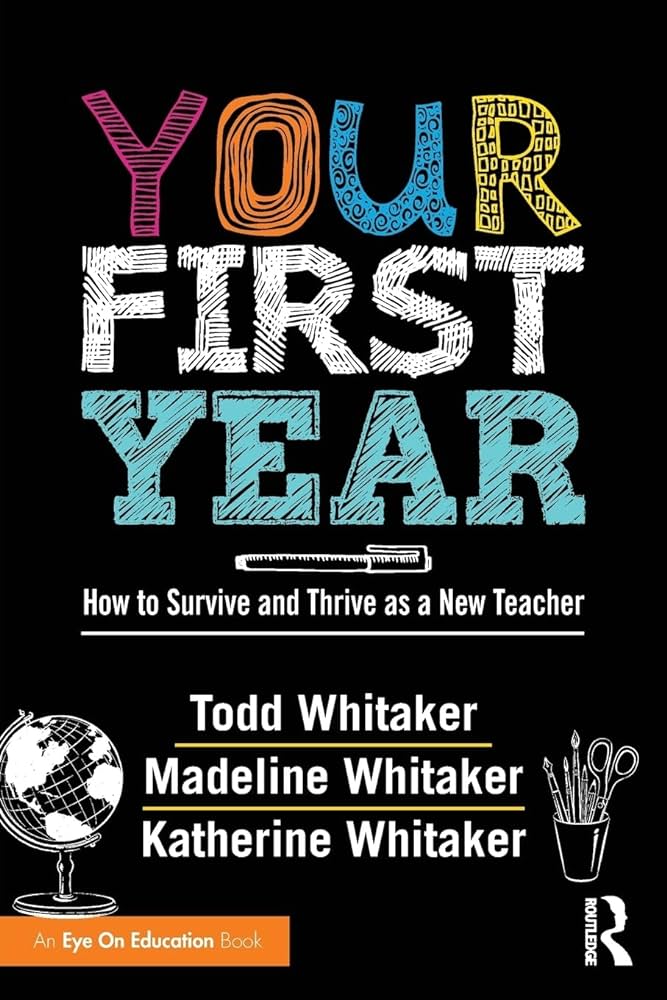 YOUR
FIRST
YEAR
How to Survive and Thrive as a New Teacher
Todd Whitaker
Madeline Whitaker
Katherine Whitaker
An Eye On Education Book
ROUTLEDGE